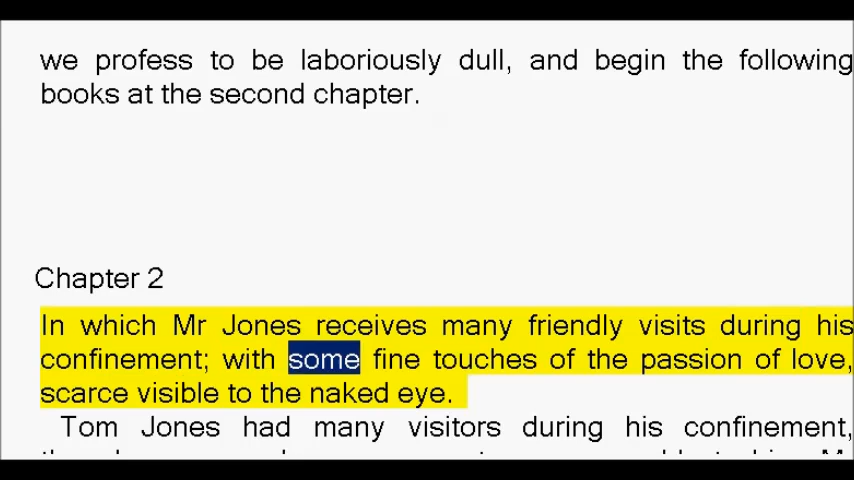 we profess to be laboriously dull, and begin the following
books at the second chapter.
Chapter 2
In which Mr Jones receives many friendly visits during his
confinement; with some fine touches of the passion of love,
scarce visible to the naked eye.
Tom Jones had many visitors during his confinement,